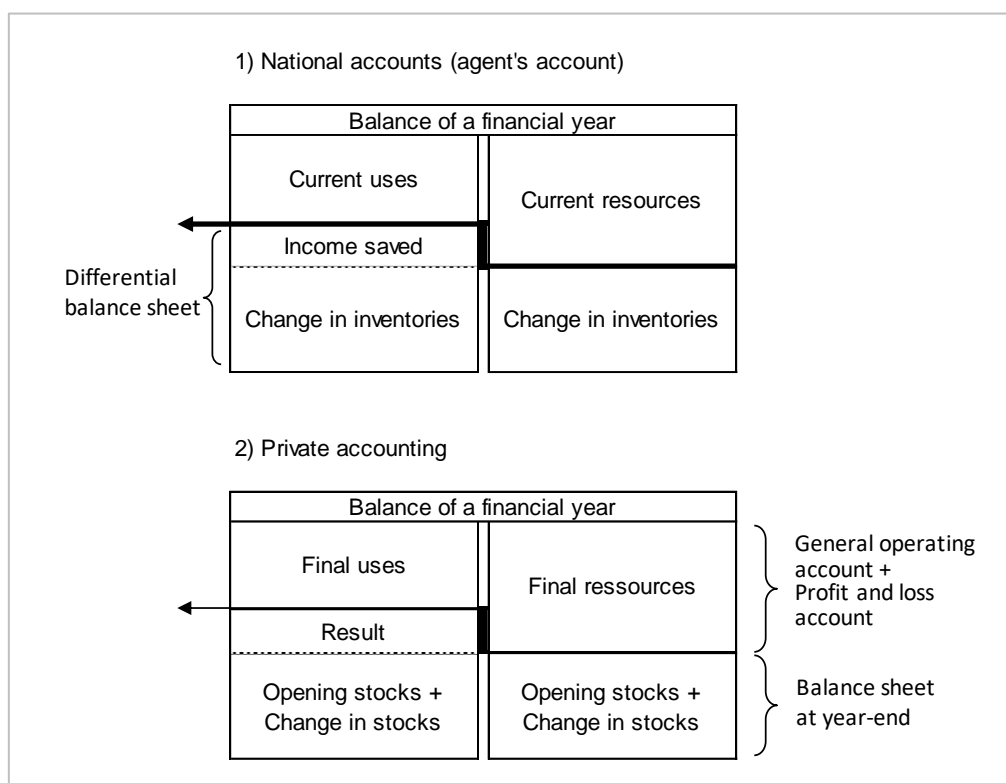 1) National accounts (agent's account)
Balance of a financial year
Current uses
Current resources
Income saved
Differential
balance sheet
Change in inventories
Change in inventories
2) Private accounting
Balance of a financial year
Final uses
Final ressources
General operating
account +
Profit and loss
account
Result
Opening stocks +
Change in stocks
Opening stocks +
Change in stocks
Balance sheet
at year-end